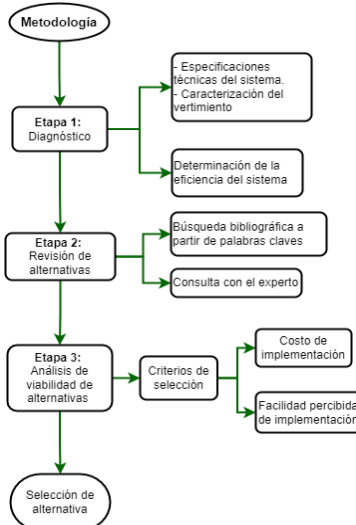 Metodología
- Especificaciones
técnicas del sistema.
- Caracterización del
vertimiento
Etapa 1:
Diagnóstico
Determinación de la
eficiencia del sistema
Búsqueda bibliográfica a
partir de palabras claves
Etapa 2:
Revisión de
alternativas
Consulta con el experto
Costo de
implementación
Etapa 3:
Análisis de
viabilidad de
alternativas
Criterios de
selección
Facilidad percibida
de implementación
Selección de
alternativa